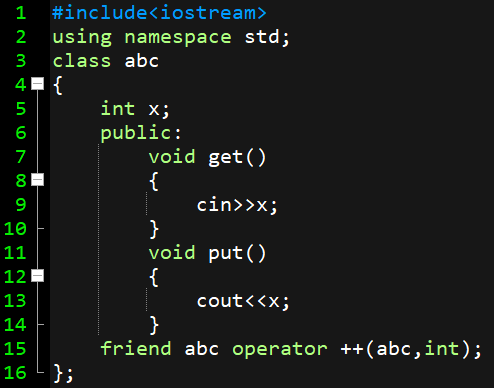 1 #include<iostream>
2 using namespace std;
3 class abc
4 {
5 int x;
6 public:
7 void get()
8 {
9 cin>>x;
10 }
11 void put()
12 {
13 cout<<x;
14 }
15 friend abc operator ++(abc,int);
16 };